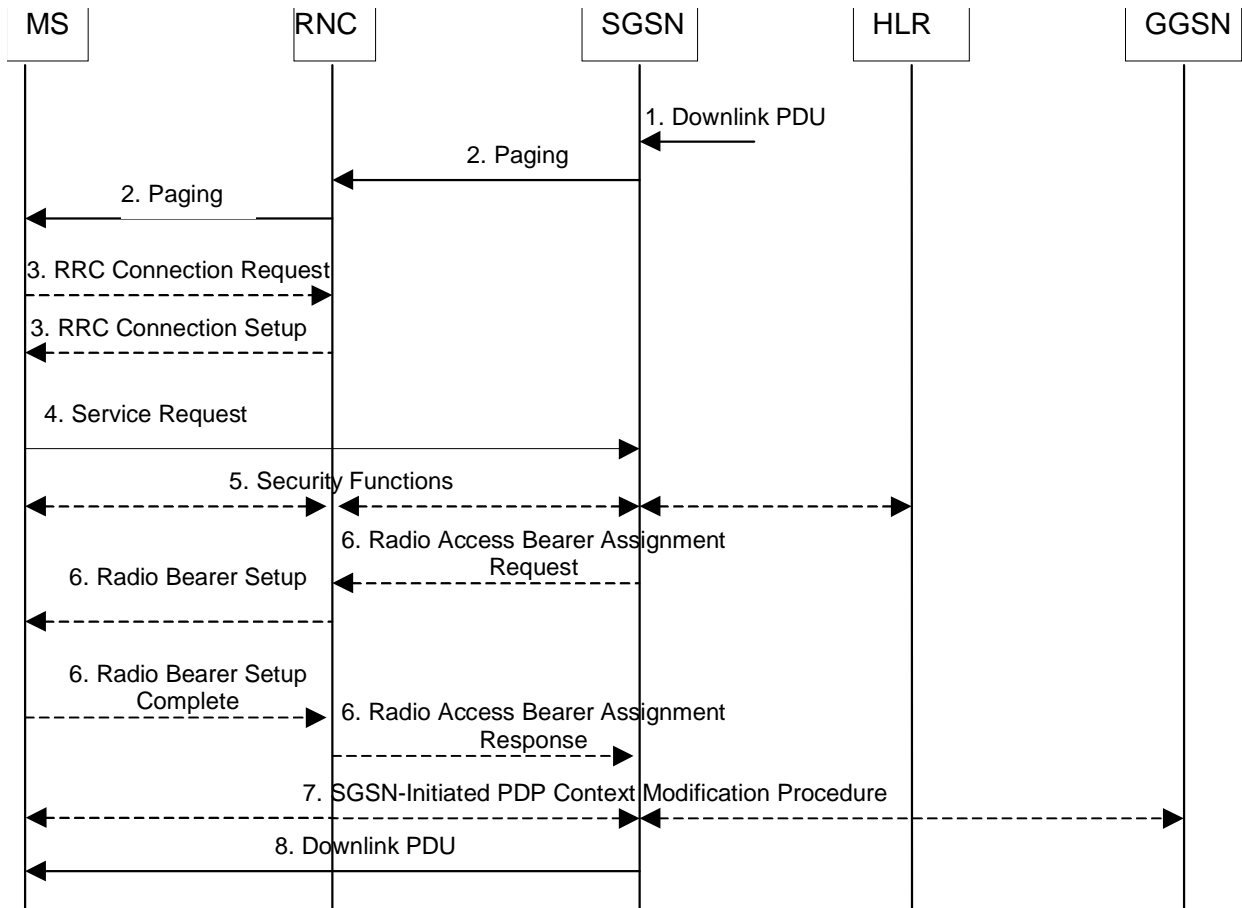 MS
RNC
SGSN
HLR
GGSN
1. Downlink PDU
2. Paging
2. Paging
3. RRC Connection Request
3. RRC Connection Setup
4. Service Request
5. Security Functions
6. Radio Access Bearer Assignment
Request
6. Radio Bearer Setup
6. Radio Bearer Setup
Complete
6. Radio Access Bearer Assignment
Response
7. SGSN-Initiated PDP Context Modification Procedure
8. Downlink PDU